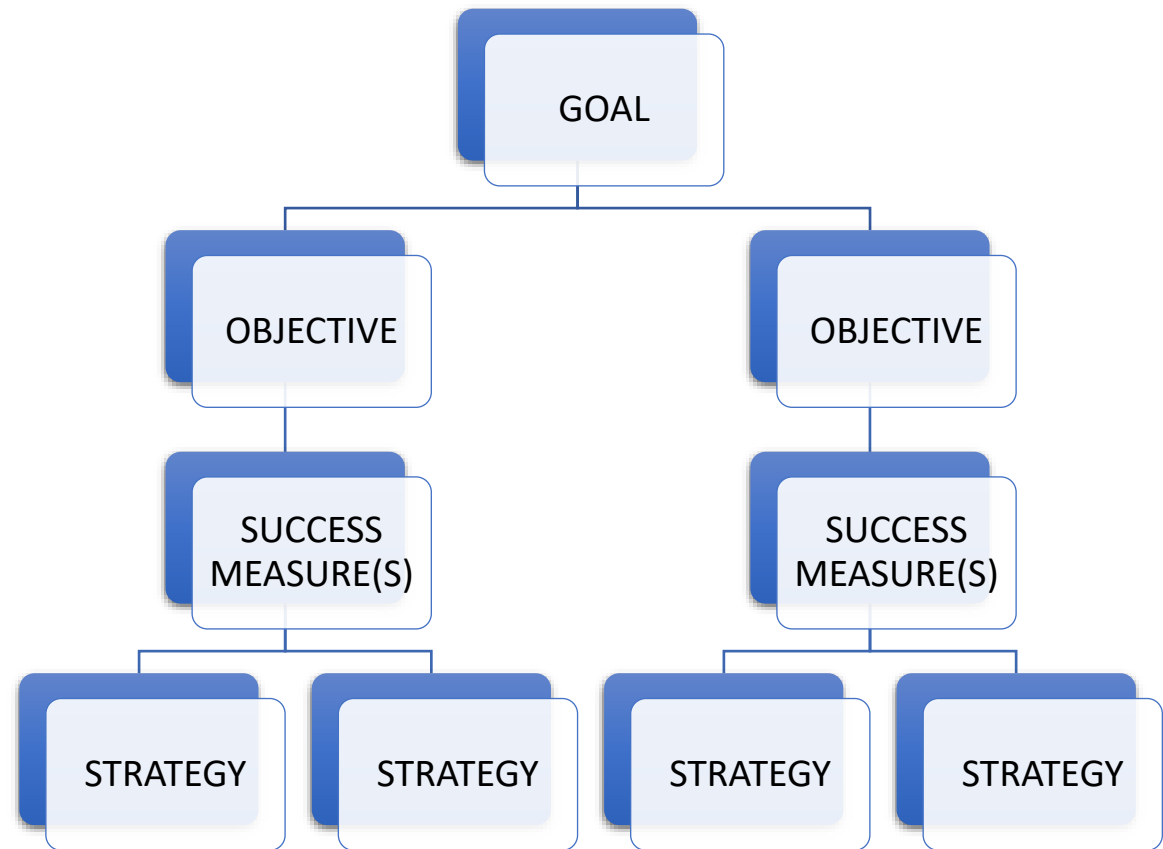 GOAL
OBJECTIVE
OBJECTIVE
SUCCESS
MEASURE(S)
SUCCESS
MEASURE(S)
STRATEGY
STRATEGY
STRATEGY
STRATEGY